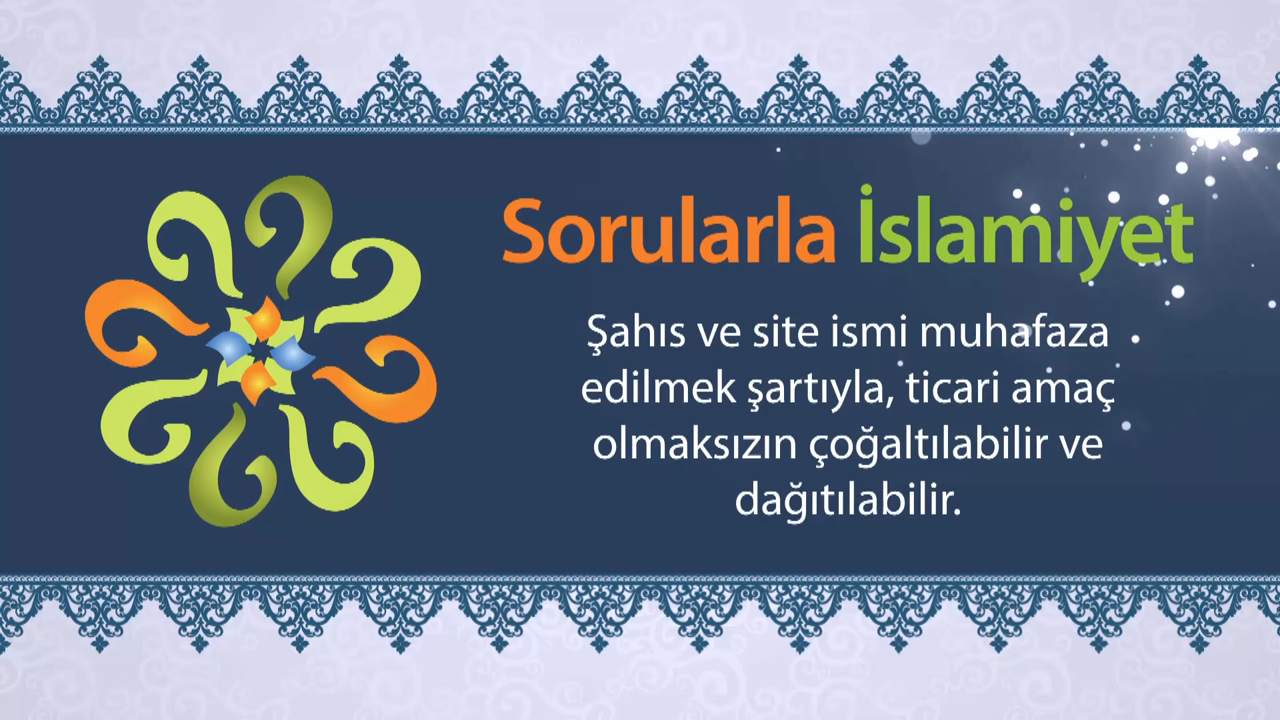 Sorularla İslamiyet
Şahıs ve site ismi muhafaza
edilmek şartıyla, ticari amaç
olmaksızın çoğaltılabilir ve
dağıtılabilir.